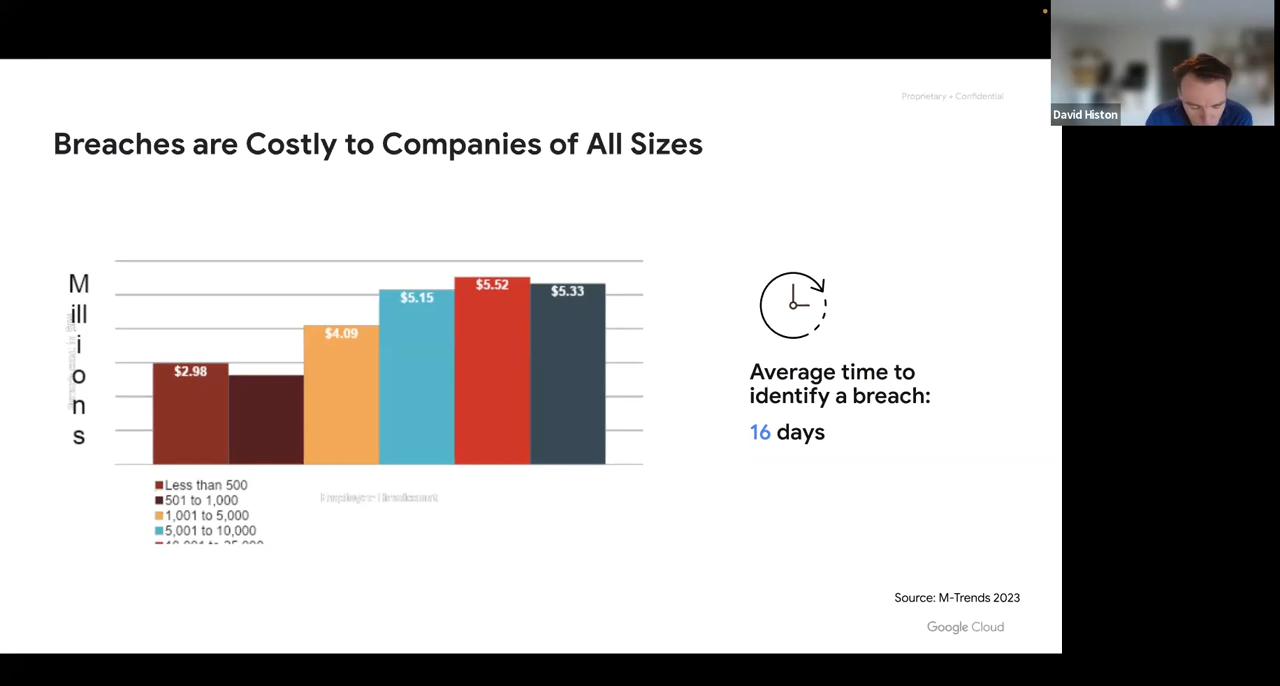 Proprietary + Confidential
David Histon
Breaches are Costly to Companies of All Sizes
M
ill
i
o
n
s
$2.98
$4.09
$5.15
$5.52
$5.33
Less than 500
501 to 1,000
1,001 to 5,000
5,001 to 10,000
Average time to
identify a breach:
16 days
Source: M-Trends 2023
Google Cloud